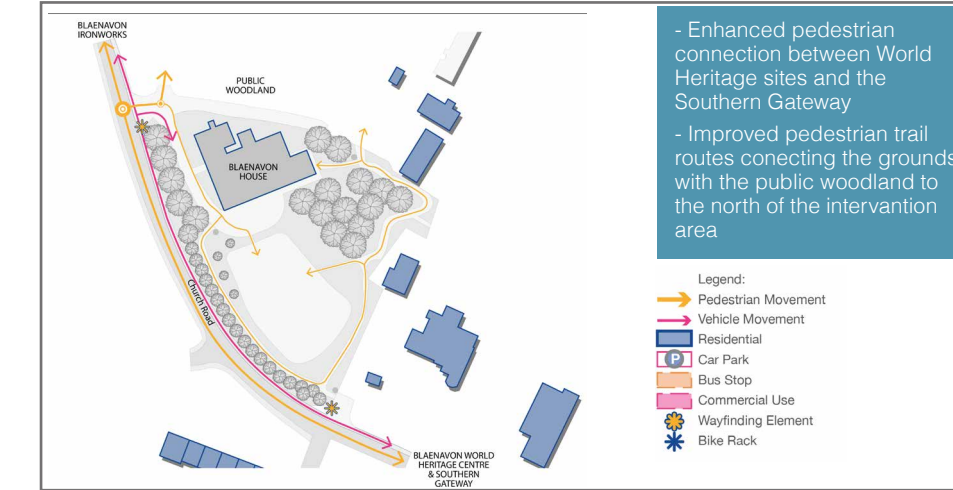 BLAENAVON
IRONWORKS
PUBLIC
WOODLAND
BLAENAVON
HOUSE
Church Road
BLAENAVON WORLD
HERITAGE CENTRE
& SOUTHERN
GATEWAY
- Enhanced pedestrian
connection between World
Heritage sites and the
Southern Gateway
- Improved pedestrian trail
routes conecting the grounds
with the public woodland to
the north of the intervantion
area
Legend:
Pedestrian Movement
Vehicle Movement
Residential
P Car Park
Bus Stop
Commercial Use
Wayfinding Element
Bike Rack